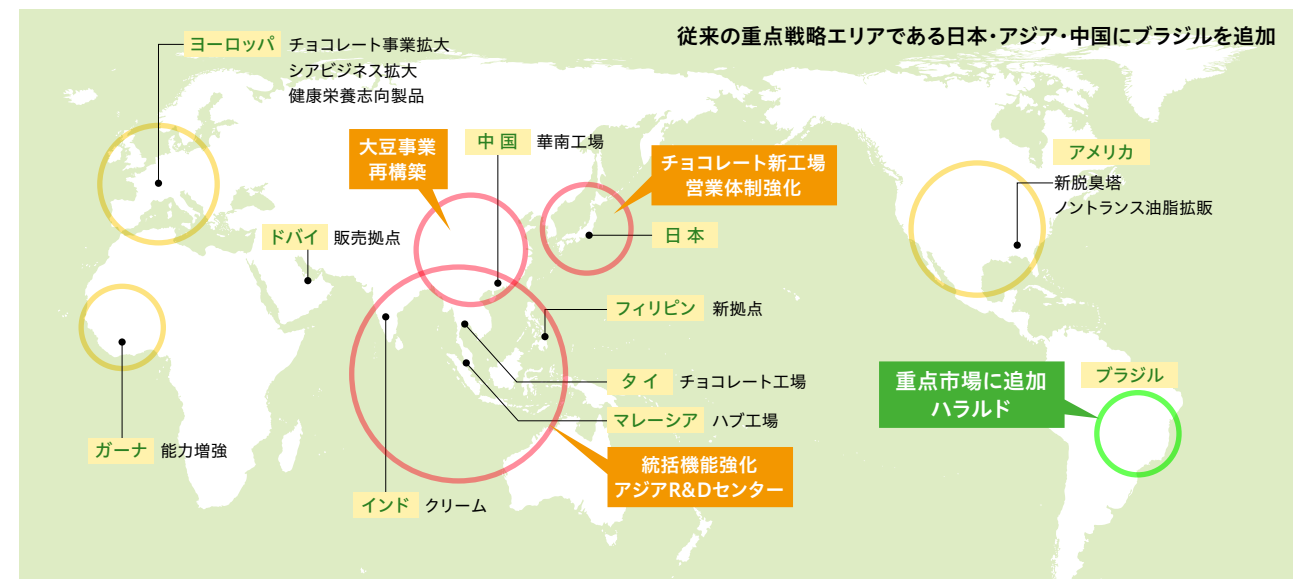 従来の重点戦略エリアである日本・アジア・中国にブラジルを追加
ヨーロッパ チョコレート事業拡大
シアビジネス拡大
健康栄養志向製品
大豆事業
再構築
中国 華南工場
チョコレート新工場
営業体制強化
アメリカ
新脱臭塔
ノントランス油脂拡販
ドバイ 販売拠点
日本
フィリピン 新拠点
タイ チョコレート工場
マレーシア ハブ工場
重点市場に追加
ハラルド
ブラジル
ガーナ 能力増強
統括機能強化
アジアR&Dセンター
インド クリーム